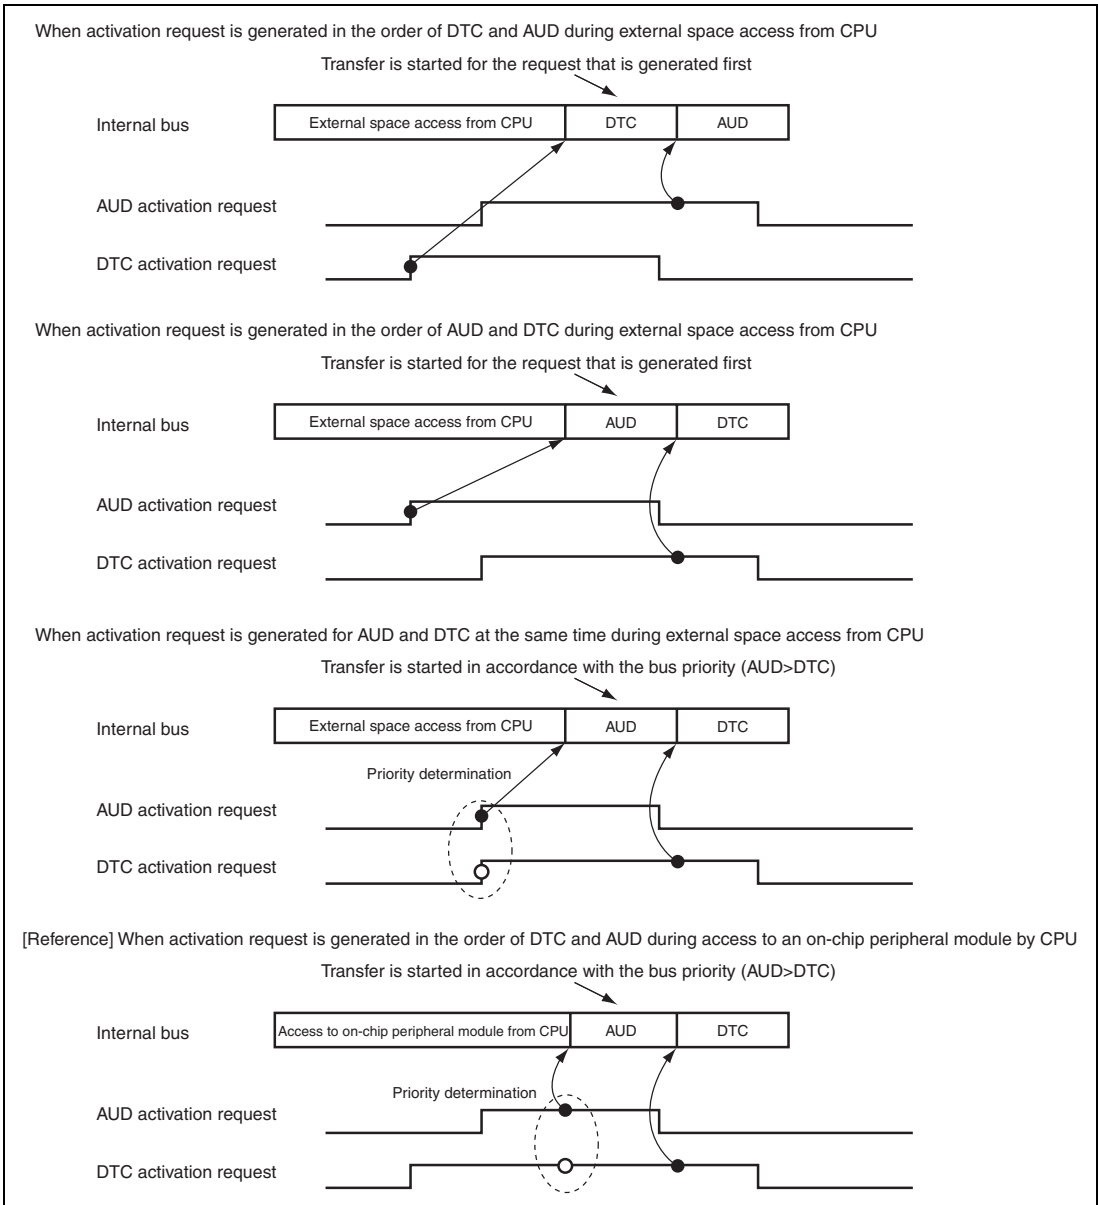 When activation request is generated in the order of DTC and AUD during external space access from CPU
Transfer is started for the request that is generated first
Internal bus
External space access from CPU
DTC
AUD
AUD activation request
DTC activation request
When activation request is generated in the order of AUD and DTC during external space access from CPU
Transfer is started for the request that is generated first
Internal bus
External space access from CPU
AUD
DTC
AUD activation request
DTC activation request
When activation request is generated for AUD and DTC at the same time during external space access from CPU
Transfer is started in accordance with the bus priority (AUD>DTC)
Internal bus
External space access from CPU
AUD
DTC
Priority determination
AUD activation request
DTC activation request
[Reference] When activation request is generated in the order of DTC and AUD during access to an on-chip peripheral module by CPU
Transfer is started in accordance with the bus priority (AUD>DTC)
Internal bus
Access to on-chip peripheral module from CPU
AUD
DTC
Priority determination
AUD activation request
DTC activation request